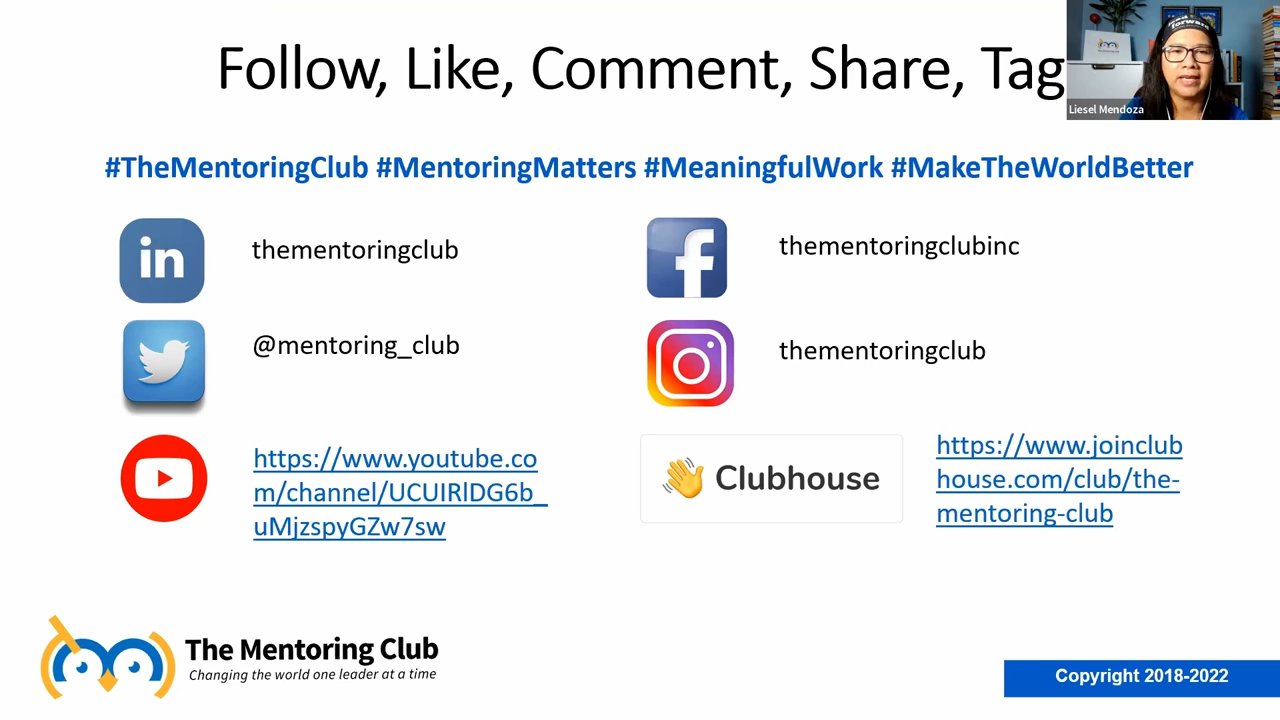 Follow, Like, Comment, Share, Tag
Liesel Mendoza
#TheMentoringClub #MentoringMatters #MeaningfulWork #MakeTheWorldBetter
in
thementoringclub
f
thementoringclubinc
@mentoring_club
thementoringclub
https://www.youtube.co
m/channel/UCUIRlDG6b_
uMjzspyGZw7sw
Clubhouse
https://www.joinclub
house.com/club/the-
mentoring-club
The Mentoring Club
Changing the world one leader at a time
Copyright 2018-2022